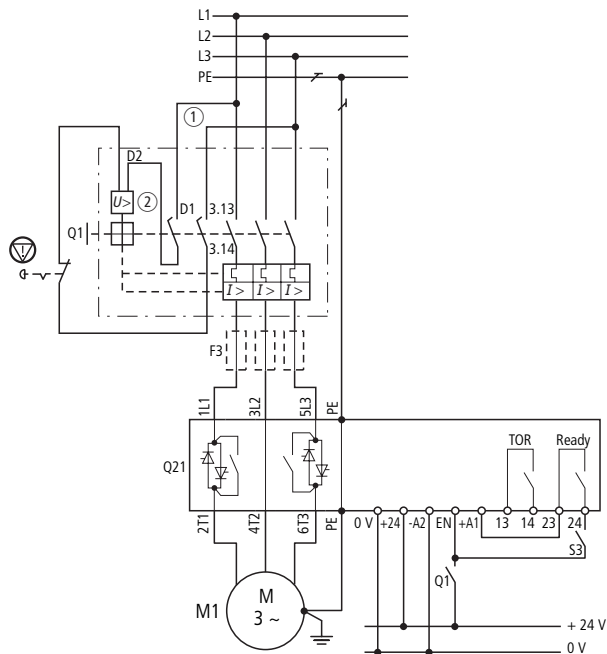 L1
L2
L3
PE
①
D2
U>
②
D1
3.13
Q1
3.14
I > I > I >
F3
1L1 3L2 5L3 PE
TOR Ready
Q21
2T1 4T2 6T3 PE
0 V +24 -A2 EN +A1 13 14 23 24
S3
Q1
M1
M
3 ~
+ 24 V
0 V